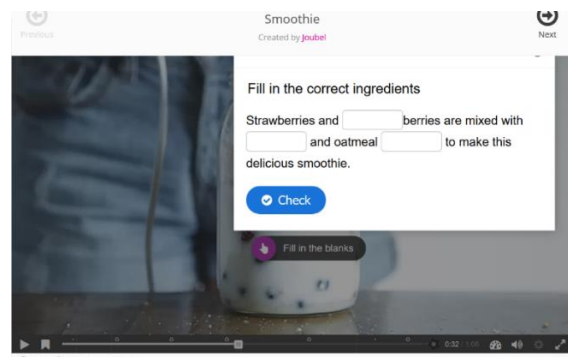 Smoothie
Previous
Created by Joubel
Next
Fill in the correct ingredients
Strawberries and berries are mixed with
and oatmeal to make this
delicious smoothie.
Check
Fill in the blanks
0:32 / 1:08